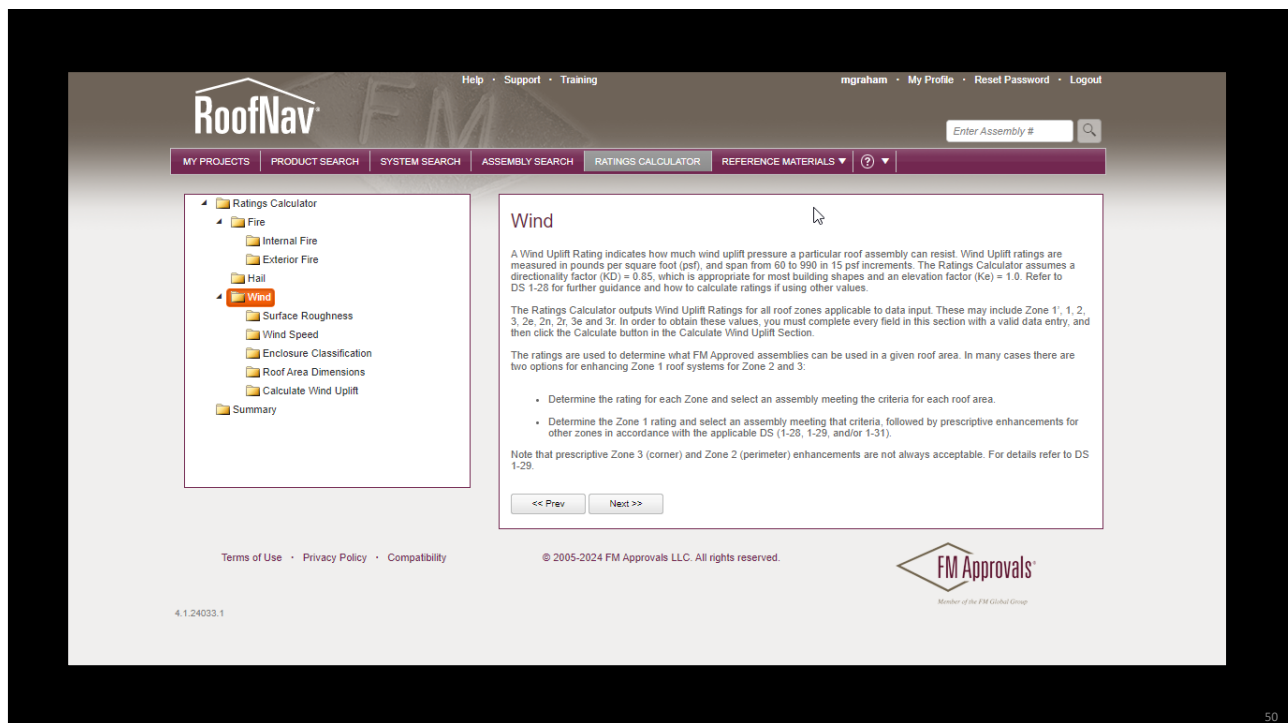 Help · Support · Training
mgraham · My Profile · Reset Password · Logout
RoofNav
FM
Enter Assembly #
MY PROJECTS
PRODUCT SEARCH
SYSTEM SEARCH
ASSEMBLY SEARCH
RATINGS CALCULATOR
REFERENCE MATERIALS ▼
? ▼
Ratings Calculator
Fire
Internal Fire
Exterior Fire
Hail
Wind
Surface Roughness
Wind Speed
Enclosure Classification
Roof Area Dimensions
Calculate Wind Uplift
Summary
Wind
A Wind Uplift Rating indicates how much wind uplift pressure a particular roof assembly can resist. Wind Uplift ratings are
measured in pounds per square foot (psf), and span from 60 to 990 in 15 psf increments. The Ratings Calculator assumes a
directionality factor (KD) = 0.85, which is appropriate for most building shapes and an elevation factor (Ke) = 1.0. Refer to
DS 1-28 for further guidance and how to calculate ratings if using other values.
The Ratings Calculator outputs Wind Uplift Ratings for all roof zones applicable to data input. These may include Zone 1', 1, 2,
3, 2e, 2n, 2r, 3e and 3r. In order to obtain these values, you must complete every field in this section with a valid data entry, and
then click the Calculate button in the Calculate Wind Uplift Section.
The ratings are used to determine what FM Approved assemblies can be used in a given roof area. In many cases there are
two options for enhancing Zone 1 roof systems for Zone 2 and 3:
• Determine the rating for each Zone and select an assembly meeting the criteria for each roof area.
• Determine the Zone 1 rating and select an assembly meeting that criteria, followed by prescriptive enhancements for
other zones in accordance with the applicable DS (1-28, 1-29, and/or 1-31).
Note that prescriptive Zone 3 (corner) and Zone 2 (perimeter) enhancements are not always acceptable. For details refer to DS
1-29.
<< Prev
Next >>
Terms of Use · Privacy Policy · Compatibility
© 2005-2024 FM Approvals LLC. All rights reserved.
FM Approvals
Member of the FM Global Group
4.1.24033.1
50